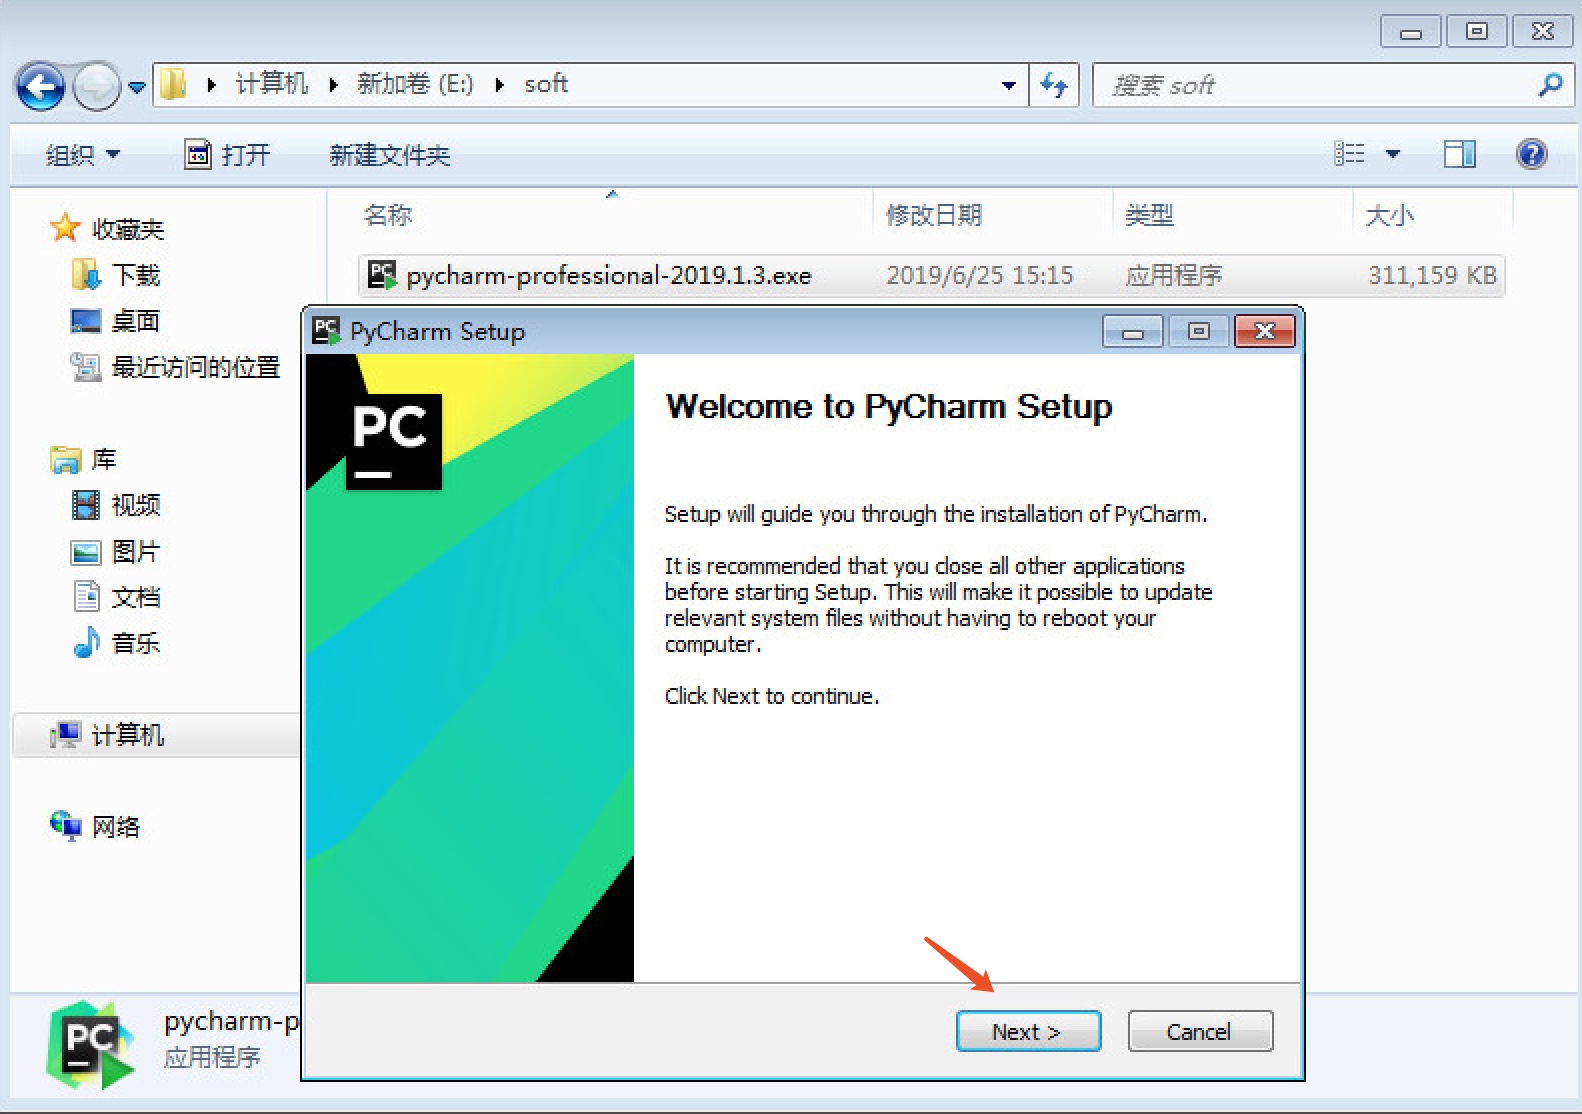 计算机 新加卷 (E:) soft
搜索 soft
组织 打开 新建文件夹
名称 修改日期 类型 大小
pycharm-professional-2019.1.3.exe 2019/6/25 15:15 应用程序 311,159 KB
收藏夹
下载
桌面
最近访问的位置
库
视频
图片
文档
音乐
计算机
网络
PC PyCharm Setup
PC
Welcome to PyCharm Setup
Setup will guide you through the installation of PyCharm.
It is recommended that you close all other applications
before starting Setup. This will make it possible to update
relevant system files without having to reboot your
computer.
Click Next to continue.
Next > Cancel
PC
pycharm-p
应用程序